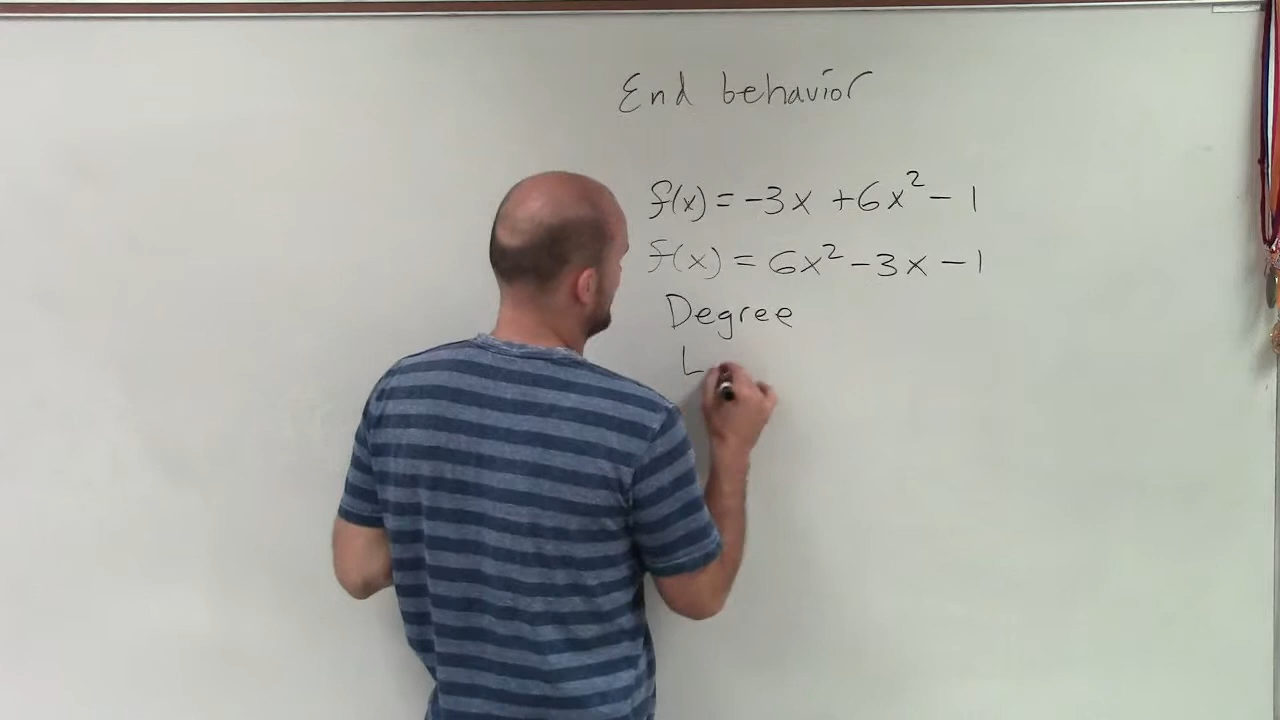 End behavior
f(x) = -3x + 6x² - 1
f(x) = 6x² - 3x - 1
Degree
L